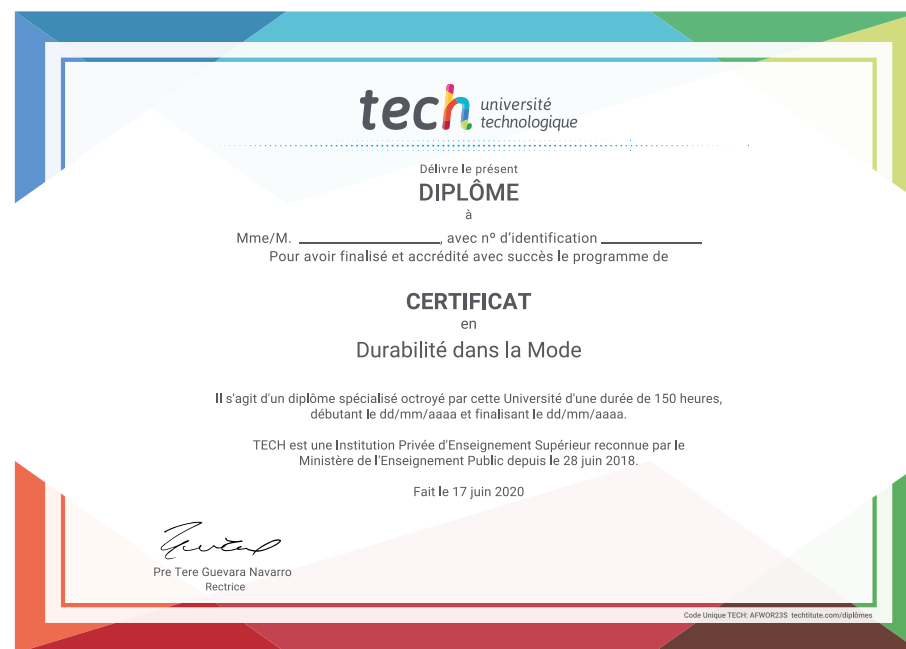 tech université
technologique
Délivre le présent
DIPLÔME
à
Mme/M. ____________________, avec nº d'identification ______________
Pour avoir finalisé et accrédité avec succès le programme de
CERTIFICAT
en
Durabilité dans la Mode
Il s'agit d'un diplôme spécialisé octroyé par cette Université d'une durée de 150 heures,
débutant le dd/mm/aaaa et finalisant le dd/mm/aaaa.
TECH est une Institution Privée d'Enseignement Supérieur reconnue par le
Ministère de l'Enseignement Public depuis le 28 juin 2018.
Fait le 17 juin 2020
Pre Tere Guevara Navarro
Rectrice
Code Unique TECH: AFWOR23S techtitute.com/diplômes